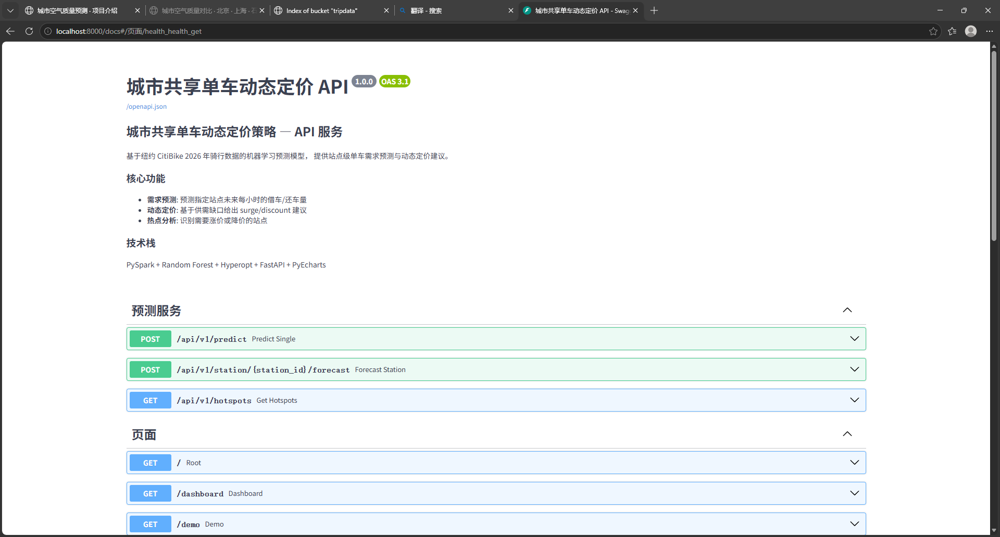 城市空气质量预测 · 项目介绍
城市空气质量对比 · 北京 · 上海 · 石
Index of bucket "tripdata"
翻译 - 搜索
城市共享单车动态定价 API - Swag
localhost:8000/docs#/页面/health_health_get
城市共享单车动态定价 API 1.0.0 OAS 3.1
/openapi.json
城市共享单车动态定价策略 — API 服务
基于纽约 CitiBike 2026 年骑行数据的机器学习预测模型， 提供站点级单车需求预测与动态定价建议。
核心功能
需求预测: 预测指定站点未来每小时的借车/还车量
动态定价: 基于供需缺口给出 surge/discount 建议
热点分析: 识别需要涨价或降价的站点
技术栈
PySpark + Random Forest + Hyperopt + FastAPI + PyEcharts
预测服务
POST /api/v1/predict Predict Single
POST /api/v1/station/{station_id}/forecast Forecast Station
GET /api/v1/hotspots Get Hotspots
页面
GET / Root
GET /dashboard Dashboard
GET /demo Demo